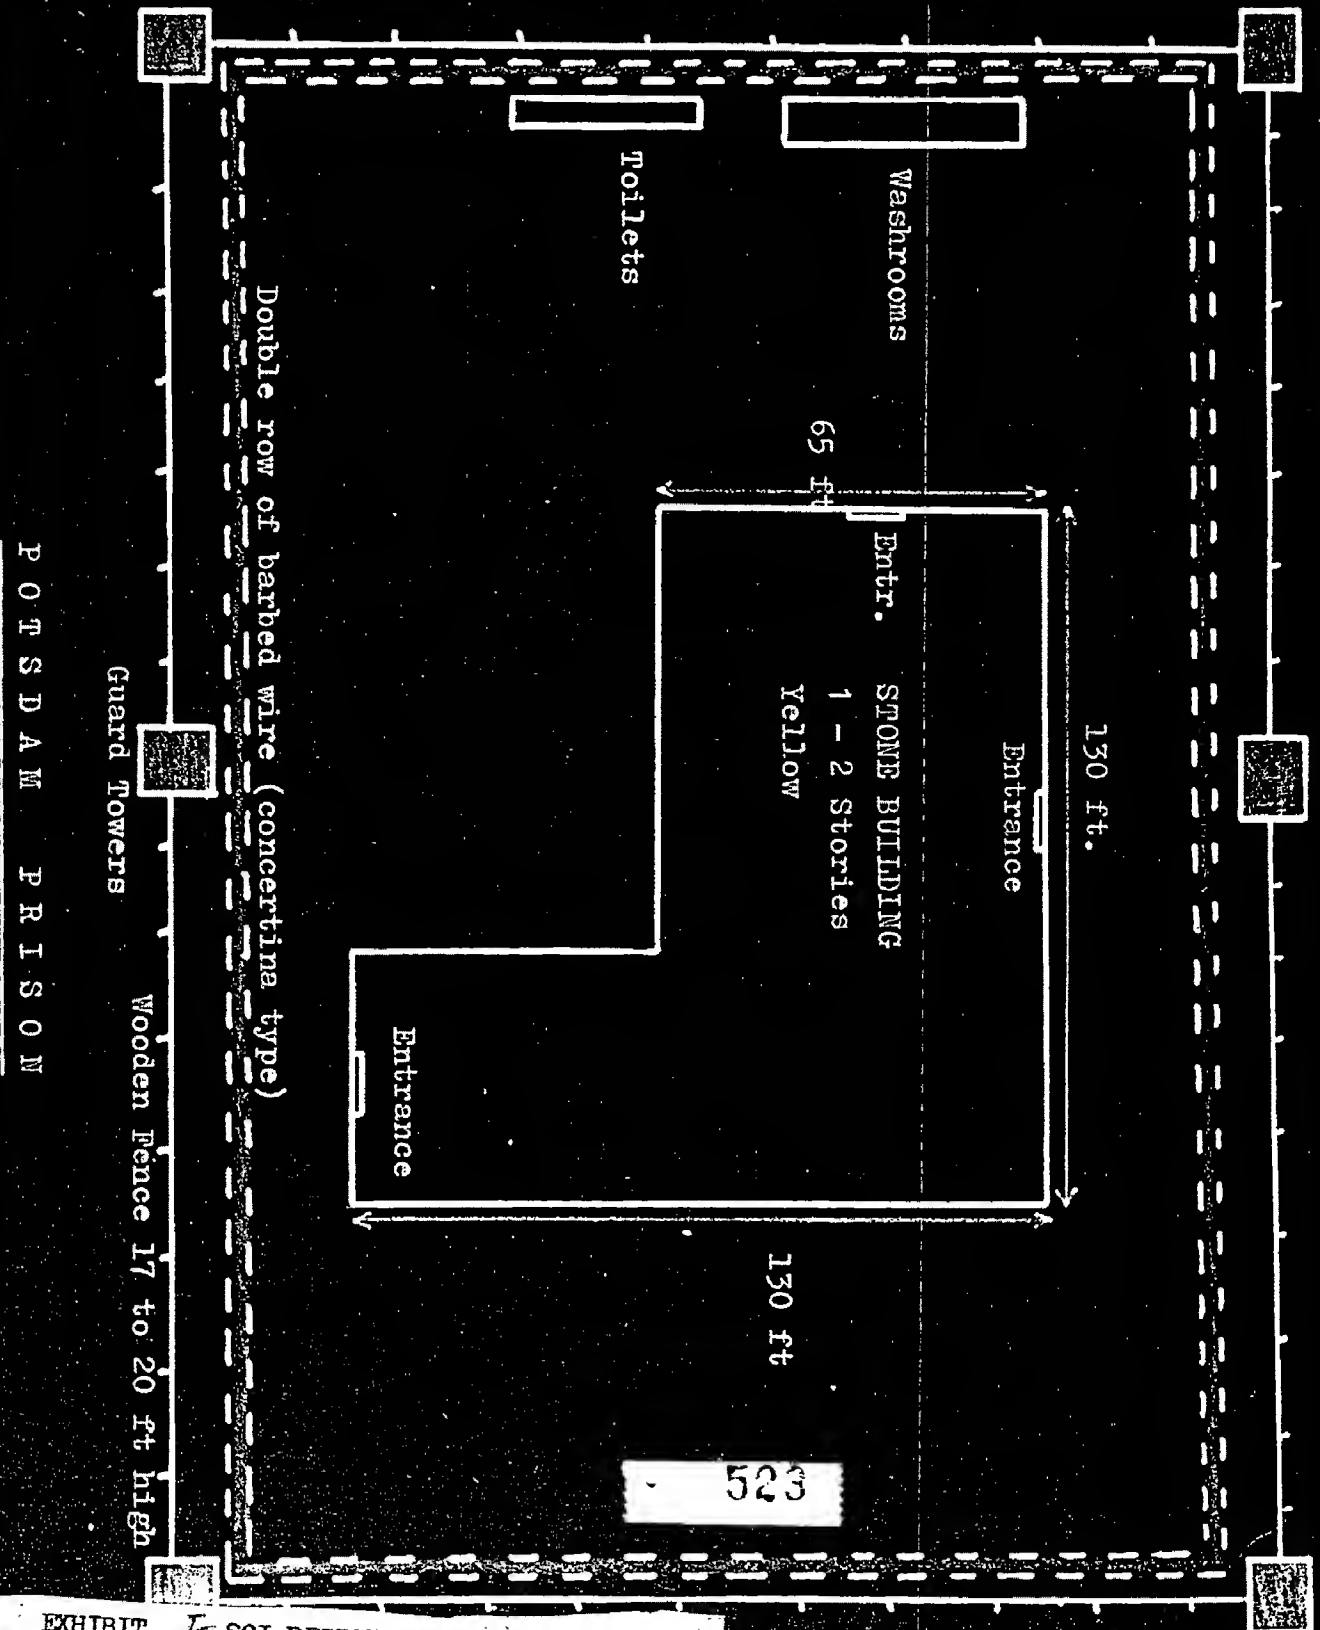 130 ft.
Entrance
Washrooms
Entr.
STONE BUILDING
1 - 2 Stories
Yellow
65 ft
130 ft
Toilets
Entrance
Double row of barbed wire (concertina type)
Guard Towers
Wooden Fence 17 to 20 ft high
POTSDAM PRISON
523
EXHIBIT